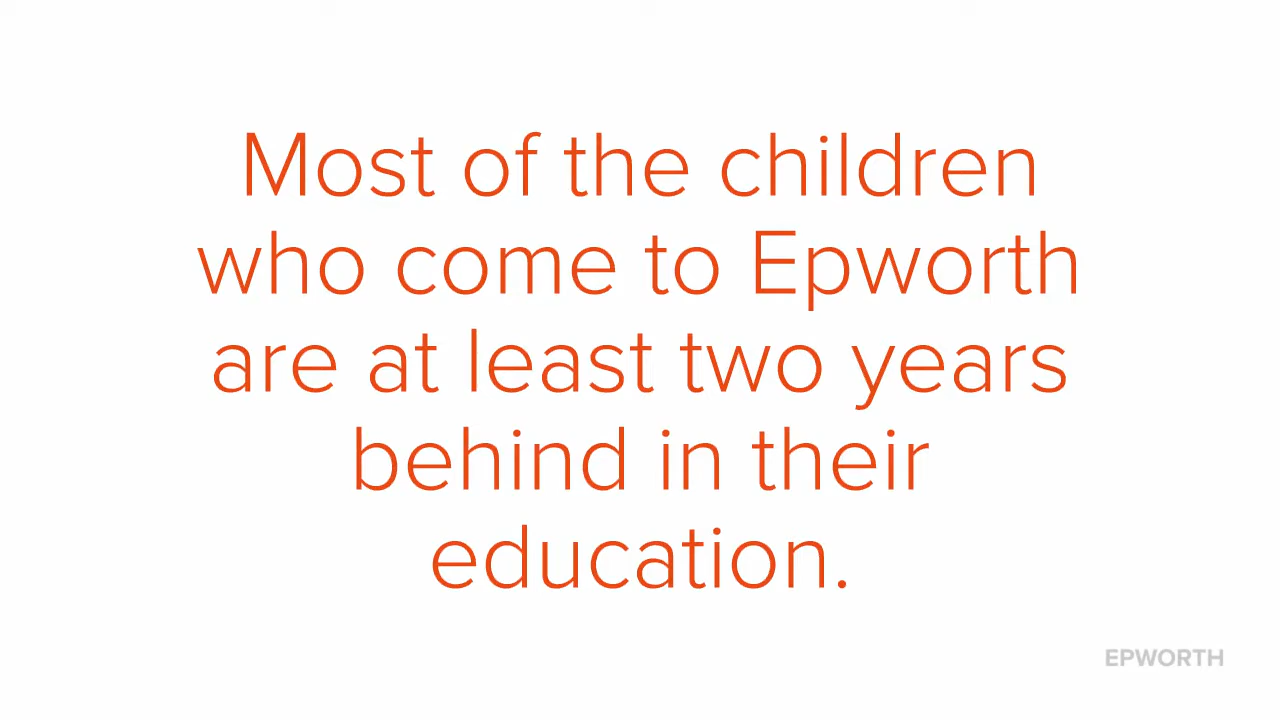 Most of the children
who come to Epworth
are at least two years
behind in their
education.
EPWORTH